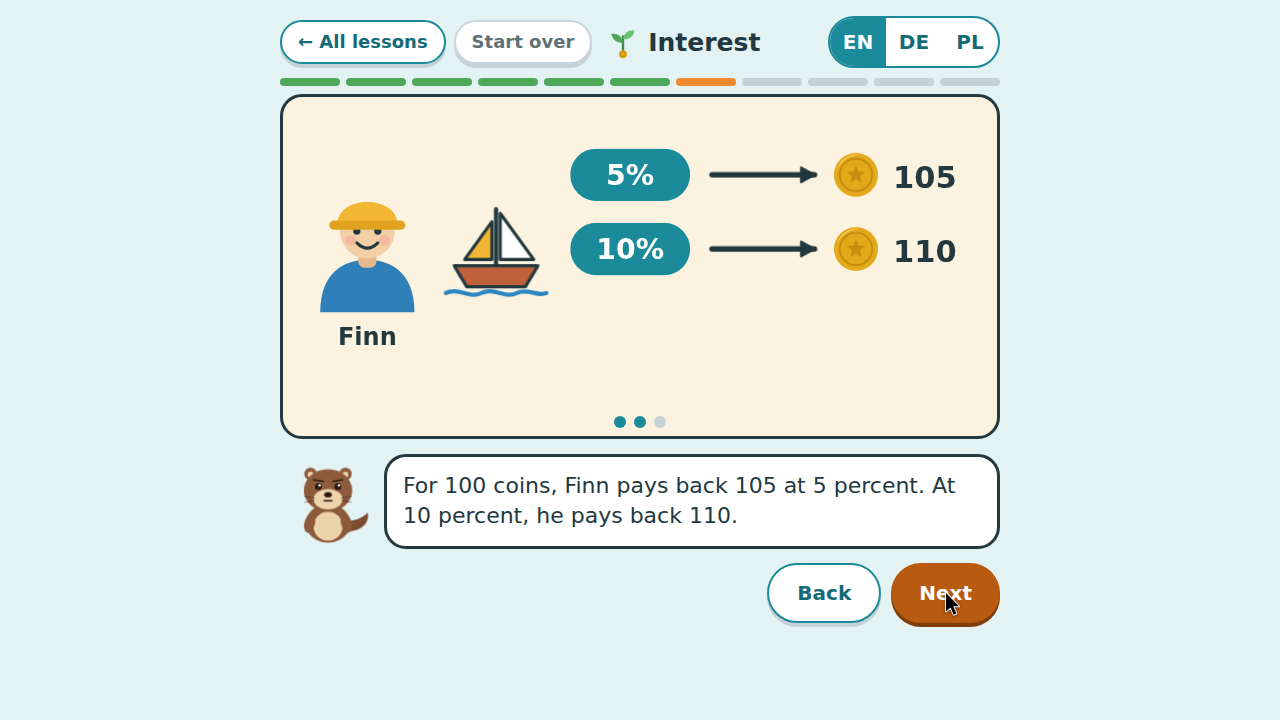 ← All lessons
Start over
Interest
EN DE PL
5% 105
10% 110
Finn
For 100 coins, Finn pays back 105 at 5 percent. At
10 percent, he pays back 110.
Back
Next